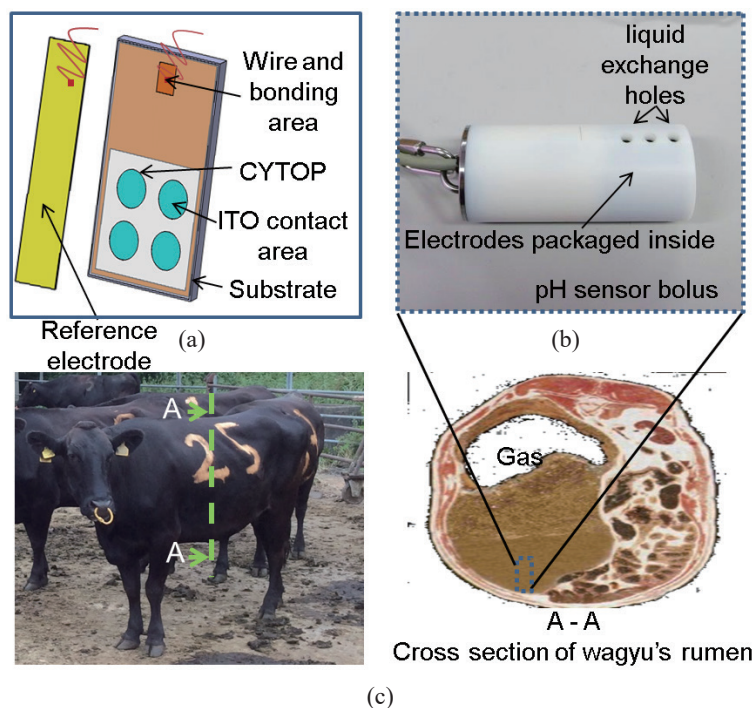 (a)
Wire and
bonding
area
CYTOP
ITO contact
area
Substrate
Reference
electrode
(b)
liquid
exchange
holes
Electrodes packaged inside
pH sensor bolus
A
A
25
Gas
A - A
Cross section of wagyu's rumen
(c)